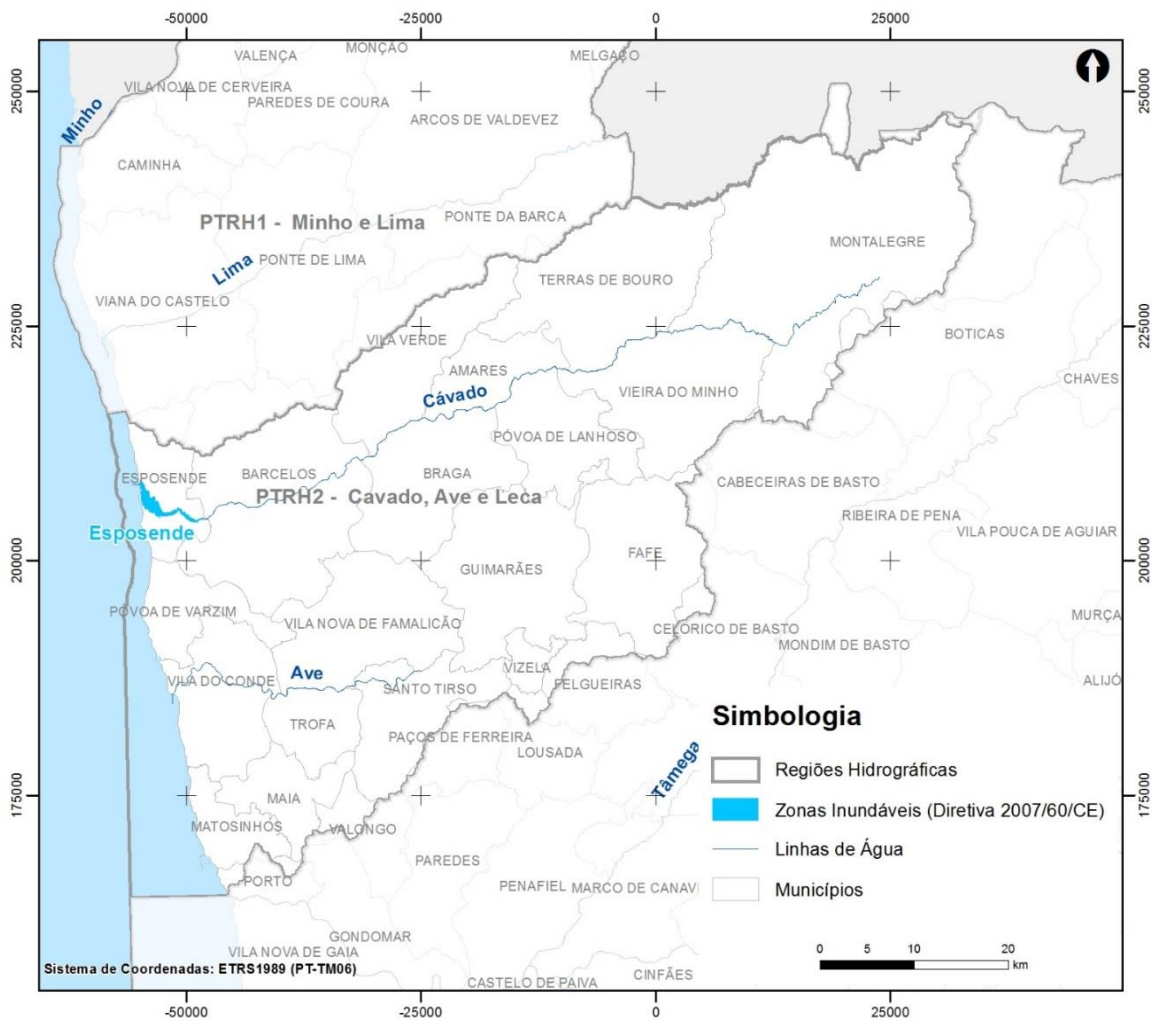 -50000
-25000
0
25000
250000
250000
225000
225000
200000
200000
175000
175000
MONÇÃO
VALENÇA
MELGAÇO
VILA NOVA DE CERVEIRA
PAREDES DE COURA
Minho
ARCOS DE VALDEVEZ
CAMINHA
PTRH1 - Minho e Lima
PONTE DA BARCA
MONTALEGRE
Lima
PONTE DE LIMA
TERRAS DE BOURO
VIANA DO CASTELO
VILA VERDE
BOTICAS
AMARES
CHAVES
Cávado
VIEIRA DO MINHO
PÓVOA DE LANHOSO
ESPOSENDE
BARCELOS
BRAGA
CABECEIRAS DE BASTO
PTRH2 - Cavado, Ave e Leca
RIBEIRA DE PENA
Esposende
VILA POUCA DE AGUIAR
FAFE
GUIMARÃES
PÓVOA DE VARZIM
MURÇA
VILA NOVA DE FAMALICÃO
CELORICO DE BASTO
MONDIM DE BASTO
VILA DO CONDE
Ave
VIZELA
ALIJÓ
SANTO TIRSO
FELGUEIRAS
TROFA
PAÇOS DE FERREIRA
LOUSADA
Tâmega
MAIA
MATOSINHOS
VALONGO
PAREDES
PORTO
PENAFIEL
MARCO DE CANAVE
GONDOMAR
VILA NOVA DE GAIA
CASTELO DE PAIVA
CINFÃES
Simbologia
Regiões Hidrográficas
Zonas Inundáveis (Diretiva 2007/60/CE)
Linhas de Água
Municípios
0 5 10 20
km
Sistema de Coordenadas: ETRS1989 (PT-TM06)
-50000
-25000
0
25000